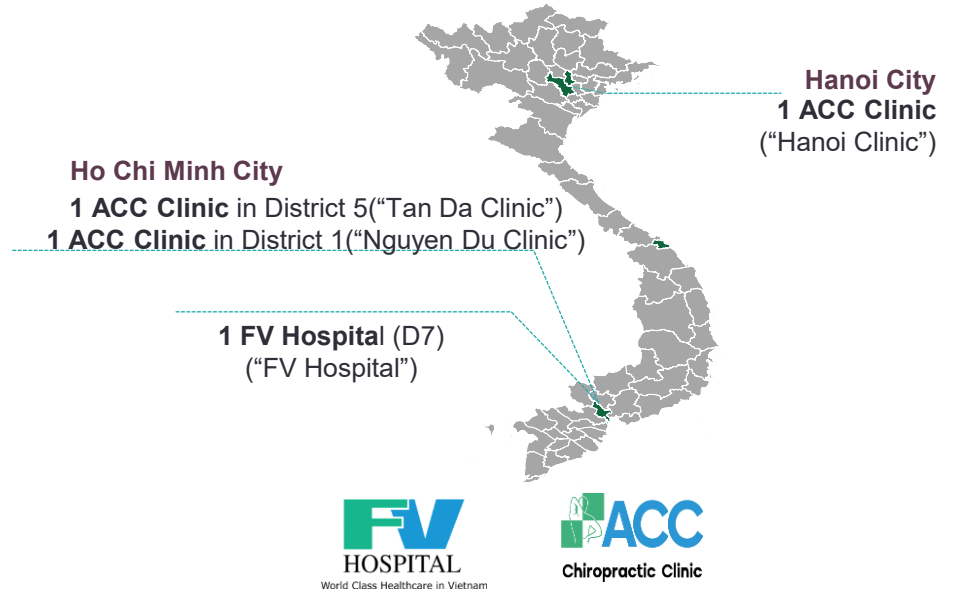 Hanoi City
1 ACC Clinic
(“Hanoi Clinic”)
Ho Chi Minh City
1 ACC Clinic in District 5(“Tan Da Clinic”)
1 ACC Clinic in District 1(“Nguyen Du Clinic”)
1 FV Hospital (D7)
(“FV Hospital”)
FV
HOSPITAL
World Class Healthcare in Vietnam
ACC
Chiropractic Clinic